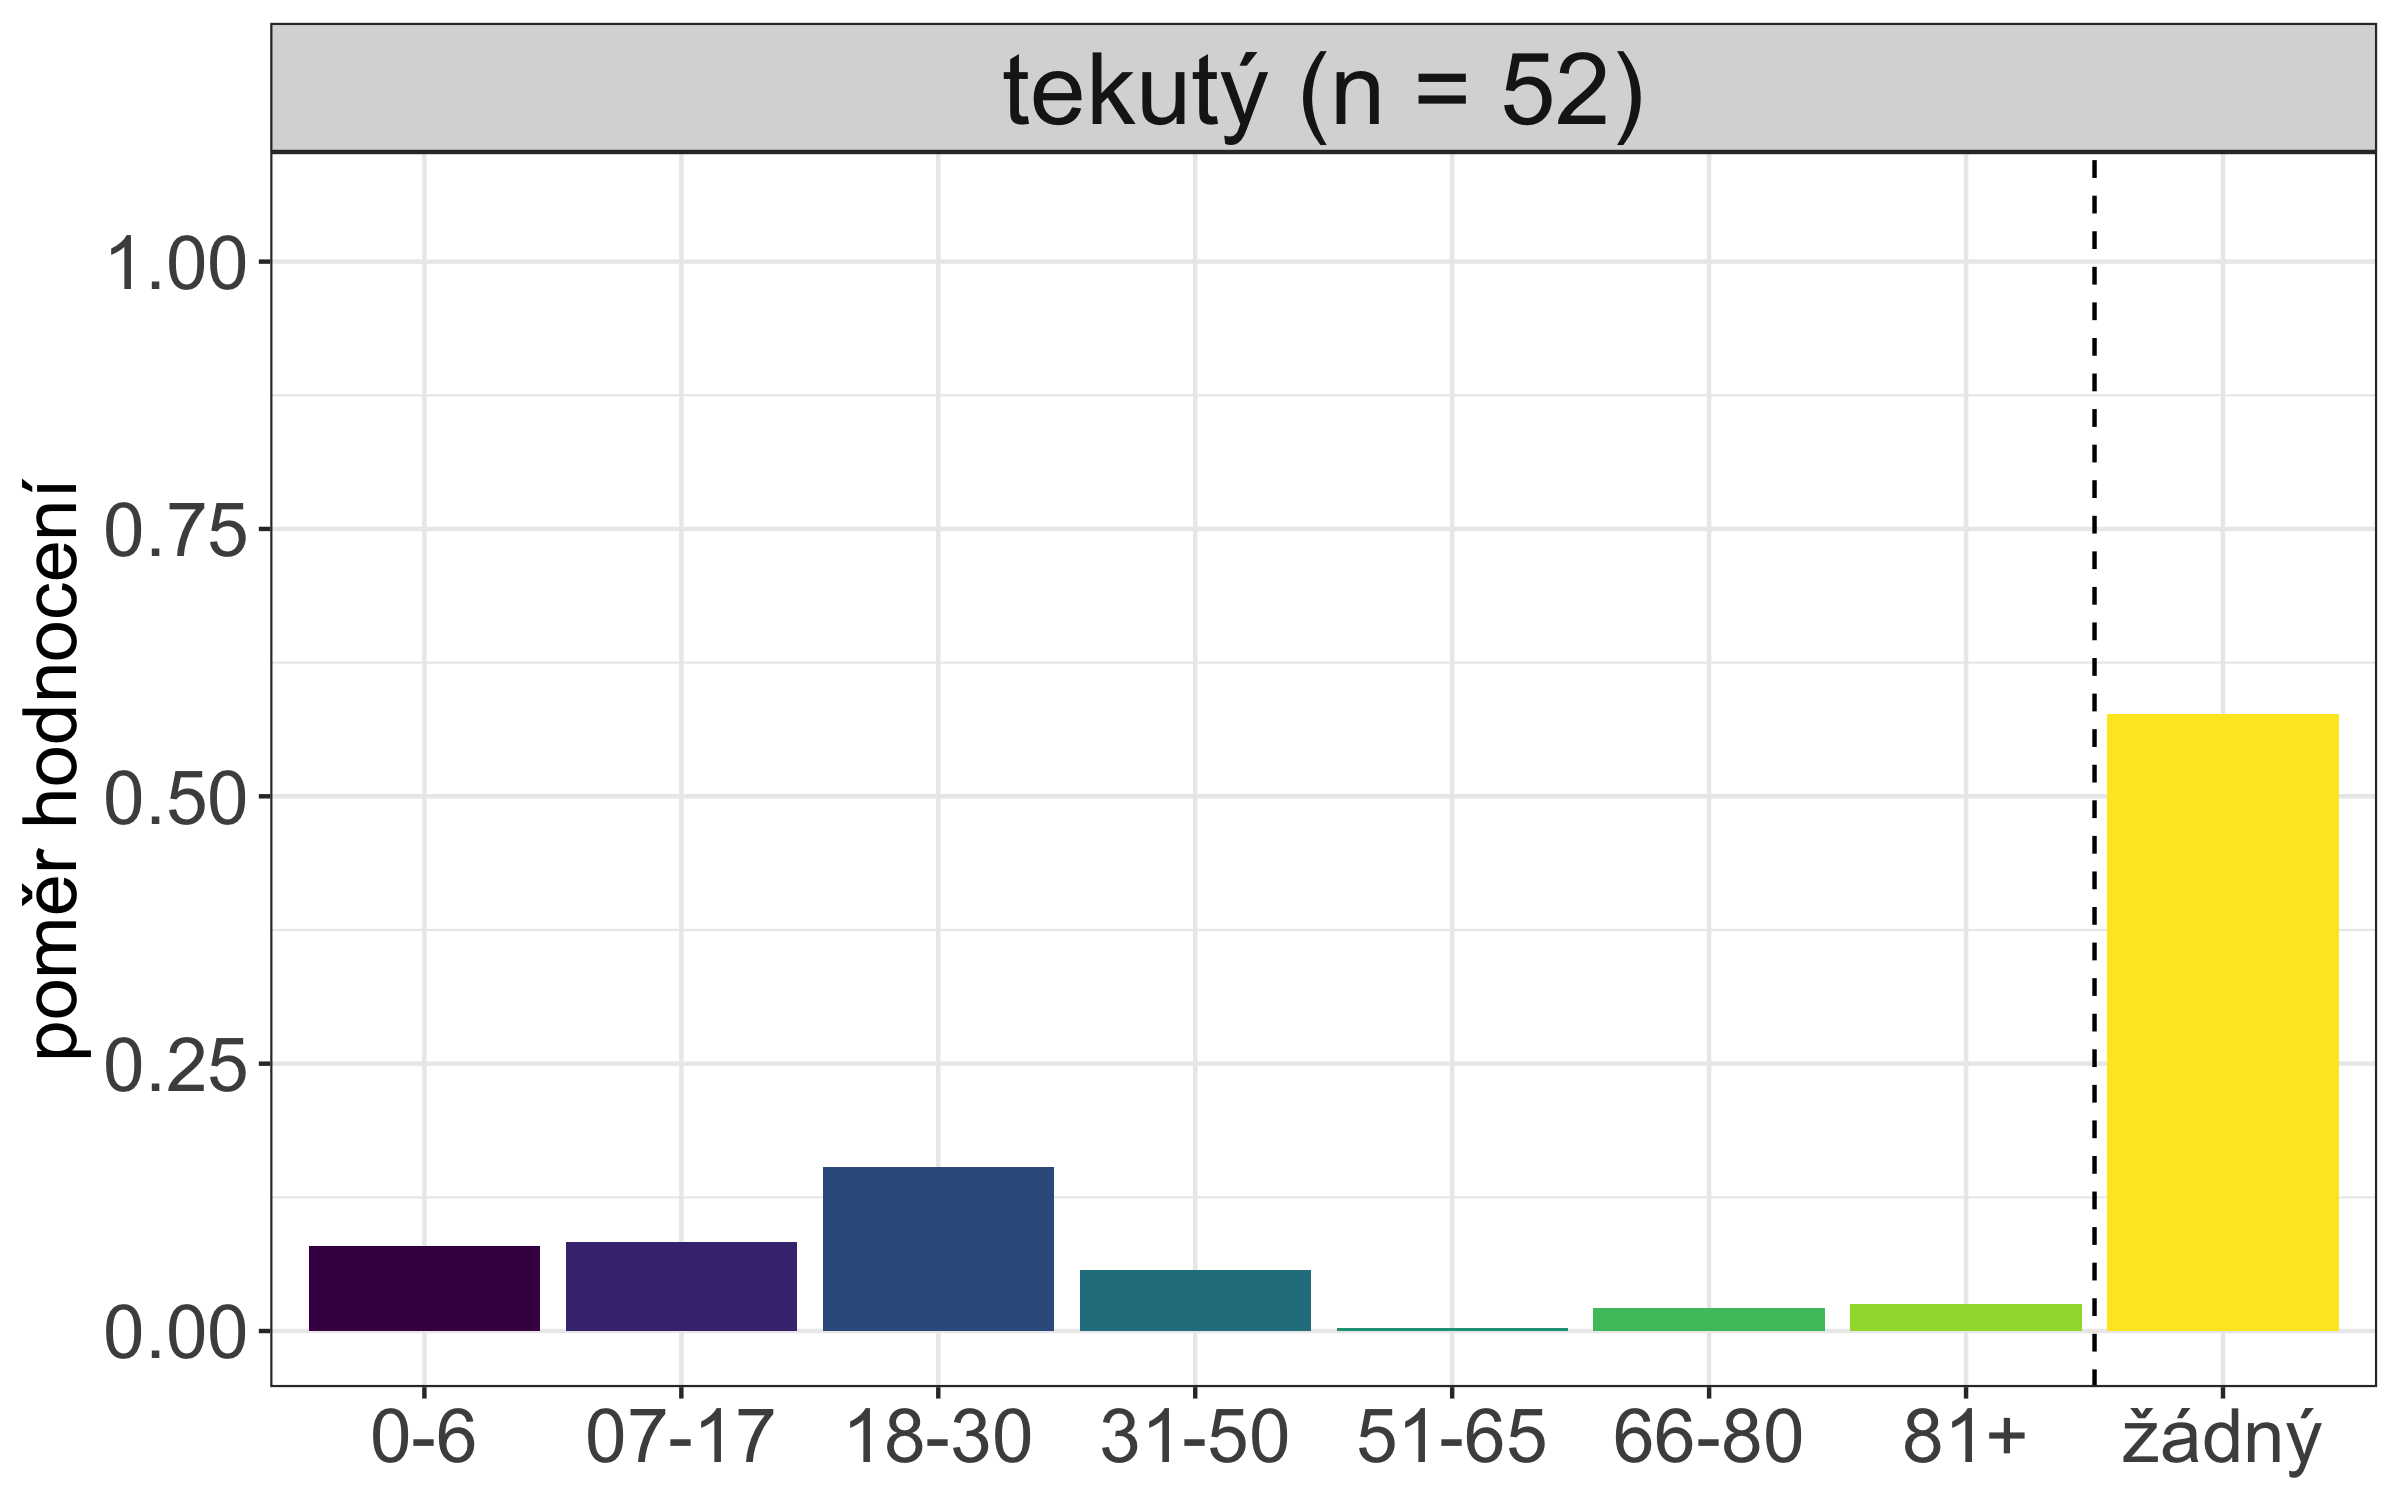 tekutý (n = 52)
poměr hodnocení
1.00
0.75
0.50
0.25
0.00
0-6 07-17 18-30 31-50 51-65 66-80 81+ žádný